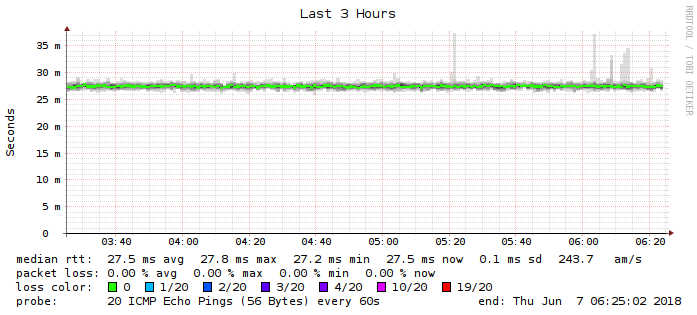 Last 3 Hours
RRDTOOL / TOBI OETIKER
Seconds
35 m
30 m
25 m
20 m
15 m
10 m
5 m
0
03:40 04:00 04:20 04:40 05:00 05:20 05:40 06:00 06:20
median rtt: 27.5 ms avg 27.8 ms max 27.2 ms min 27.5 ms now 0.1 ms sd 243.7 am/s
packet loss: 0.00 % avg 0.00 % max 0.00 % min 0.00 % now
loss color: 0 1/20 2/20 3/20 4/20 10/20 19/20
probe: 20 ICMP Echo Pings (56 Bytes) every 60s end: Thu Jun 7 06:25:02 2018